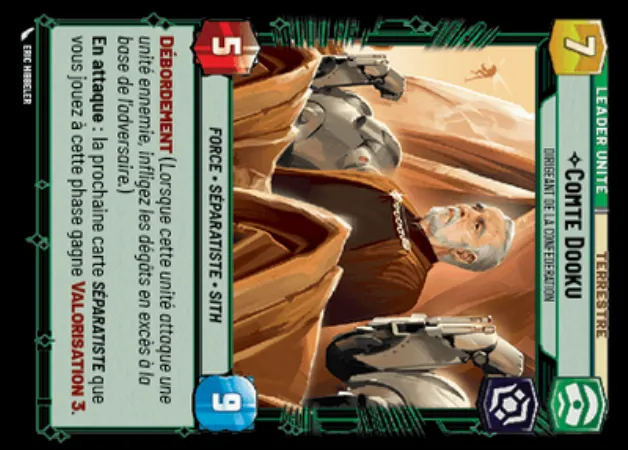 LEADER UNITÉ
TERRESTRE
7
COMTE DOOKU
DIRIGEANT DE LA CONFÉDÉRATION
5
9
FORCE • SÉPARATISTE • SITH
DÉBORDEMENT (Lorsque cette unité attaque une
unité ennemie, infligez les dégâts en excès à la
base de l'adversaire.)
En attaque : la prochaine carte SÉPARATISTE que
vous jouez à cette phase gagne VALORISATION 3.
ERIC HIBBELER